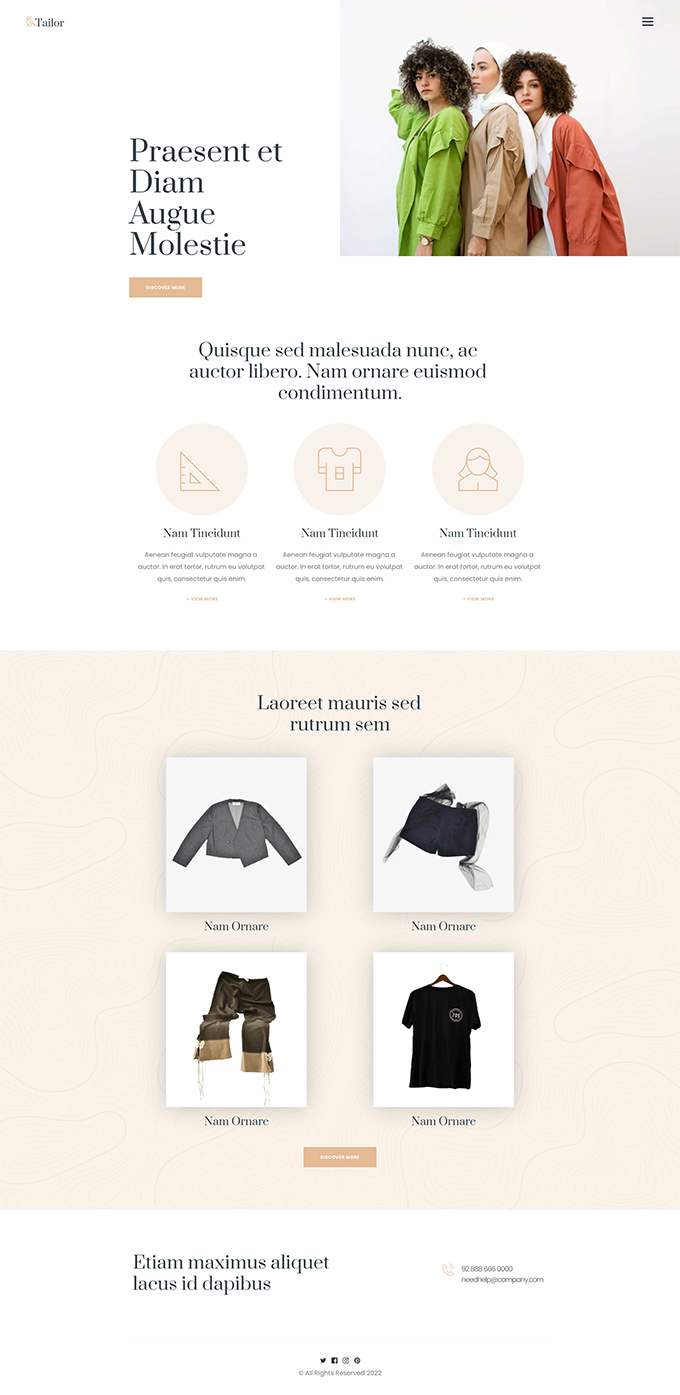 Tailor
Praesent et
Diam
Augue
Molestie
DISCOVER MORE
Quisque sed malesuada nunc, ac
auctor libero. Nam ornare euismod
condimentum.
Nam Tincidunt
Aenean feugiat vulputate magna a
auctor. In erat tortor, rutrum eu volutpat
quis, consectetur quis enim.
+ VIEW MORE
Nam Tincidunt
Aenean feugiat vulputate magna a
auctor. In erat tortor, rutrum eu volutpat
quis, consectetur quis enim.
+ VIEW MORE
Nam Tincidunt
Aenean feugiat vulputate magna a
auctor. In erat tortor, rutrum eu volutpat
quis, consectetur quis enim.
+ VIEW MORE
Laoreet mauris sed
rutrum sem
Nam Ornare
Nam Ornare
Nam Ornare
Nam Ornare
DISCOVER MORE
Etiam maximus aliquet
lacus id dapibus
92 888 666 0000
needhelp@company.com
© All Rights Reserved 2022